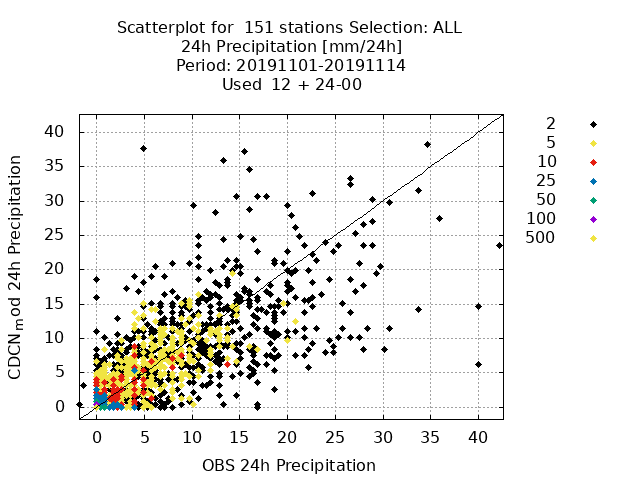 Scatterplot for  151 stations Selection: ALL
24h Precipitation [mm/24h]
Period: 20191101-20191114
Used  12 + 24-00
2
5
10
25
50
100
500
40
35
30
25
20
15
10
5
0
CDCN_mod 24h Precipitation
0 5 10 15 20 25 30 35 40
OBS 24h Precipitation